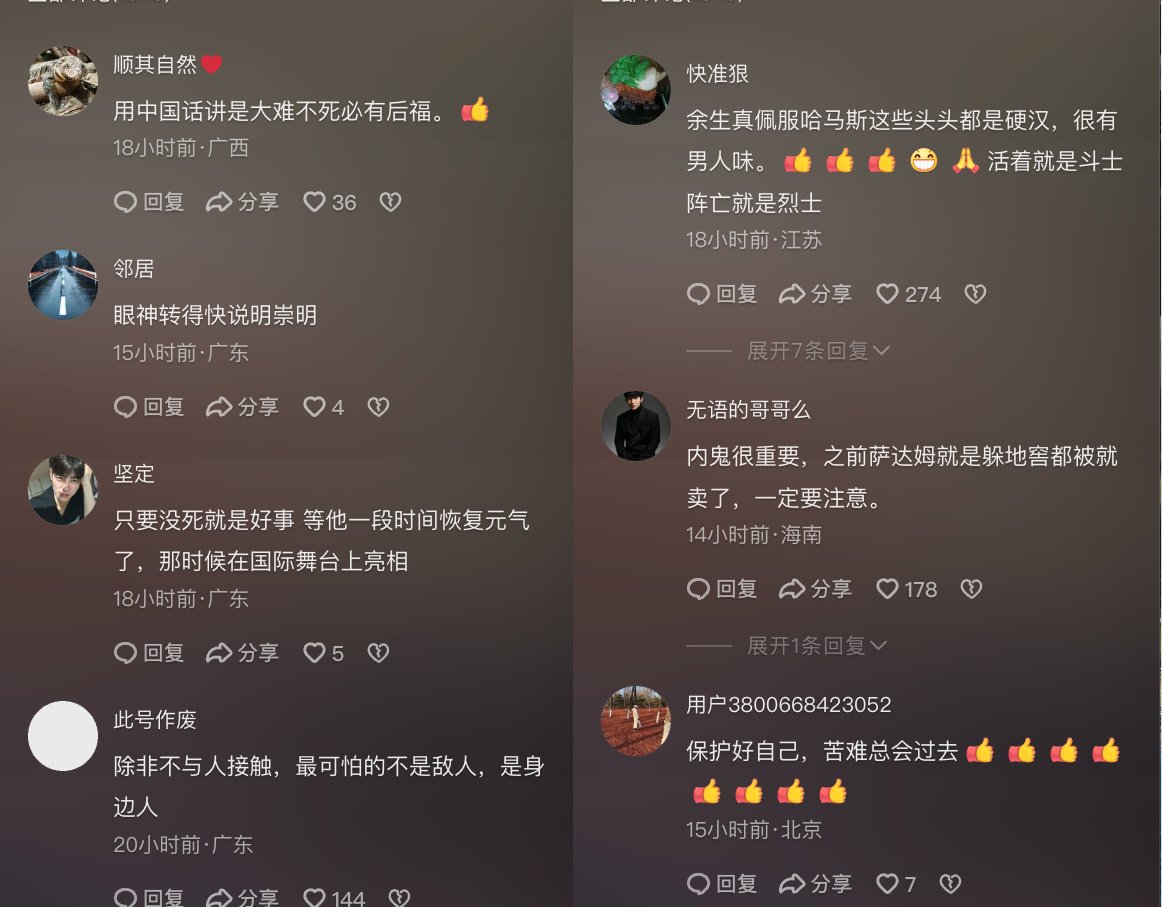 顺其自然❤️
用中国话讲是大难不死必有后福。👍
18小时前·广西
回复 分享 36
邻居
眼神转得快说明崇明
15小时前·广东
回复 分享 4
坚定
只要没死就是好事 等他一段时间恢复元气
了，那时候在国际舞台上亮相
18小时前·广东
回复 分享 5
此号作废
除非不与人接触，最可怕的不是敌人，是身
边人
20小时前·广东
回复 分享 144
快准狠
余生真佩服哈马斯这些头头都是硬汉，很有
男人味。👍👍👍😁🙏活着就是斗士
阵亡就是烈士
18小时前·江苏
回复 分享 274
展开7条回复
无语的哥哥么
内鬼很重要，之前萨达姆就是躲地窖都被就
卖了，一定要注意。
14小时前·海南
回复 分享 178
展开1条回复
用户3800668423052
保护好自己，苦难总会过去👍👍👍👍
👍👍👍👍
15小时前·北京
回复 分享 7